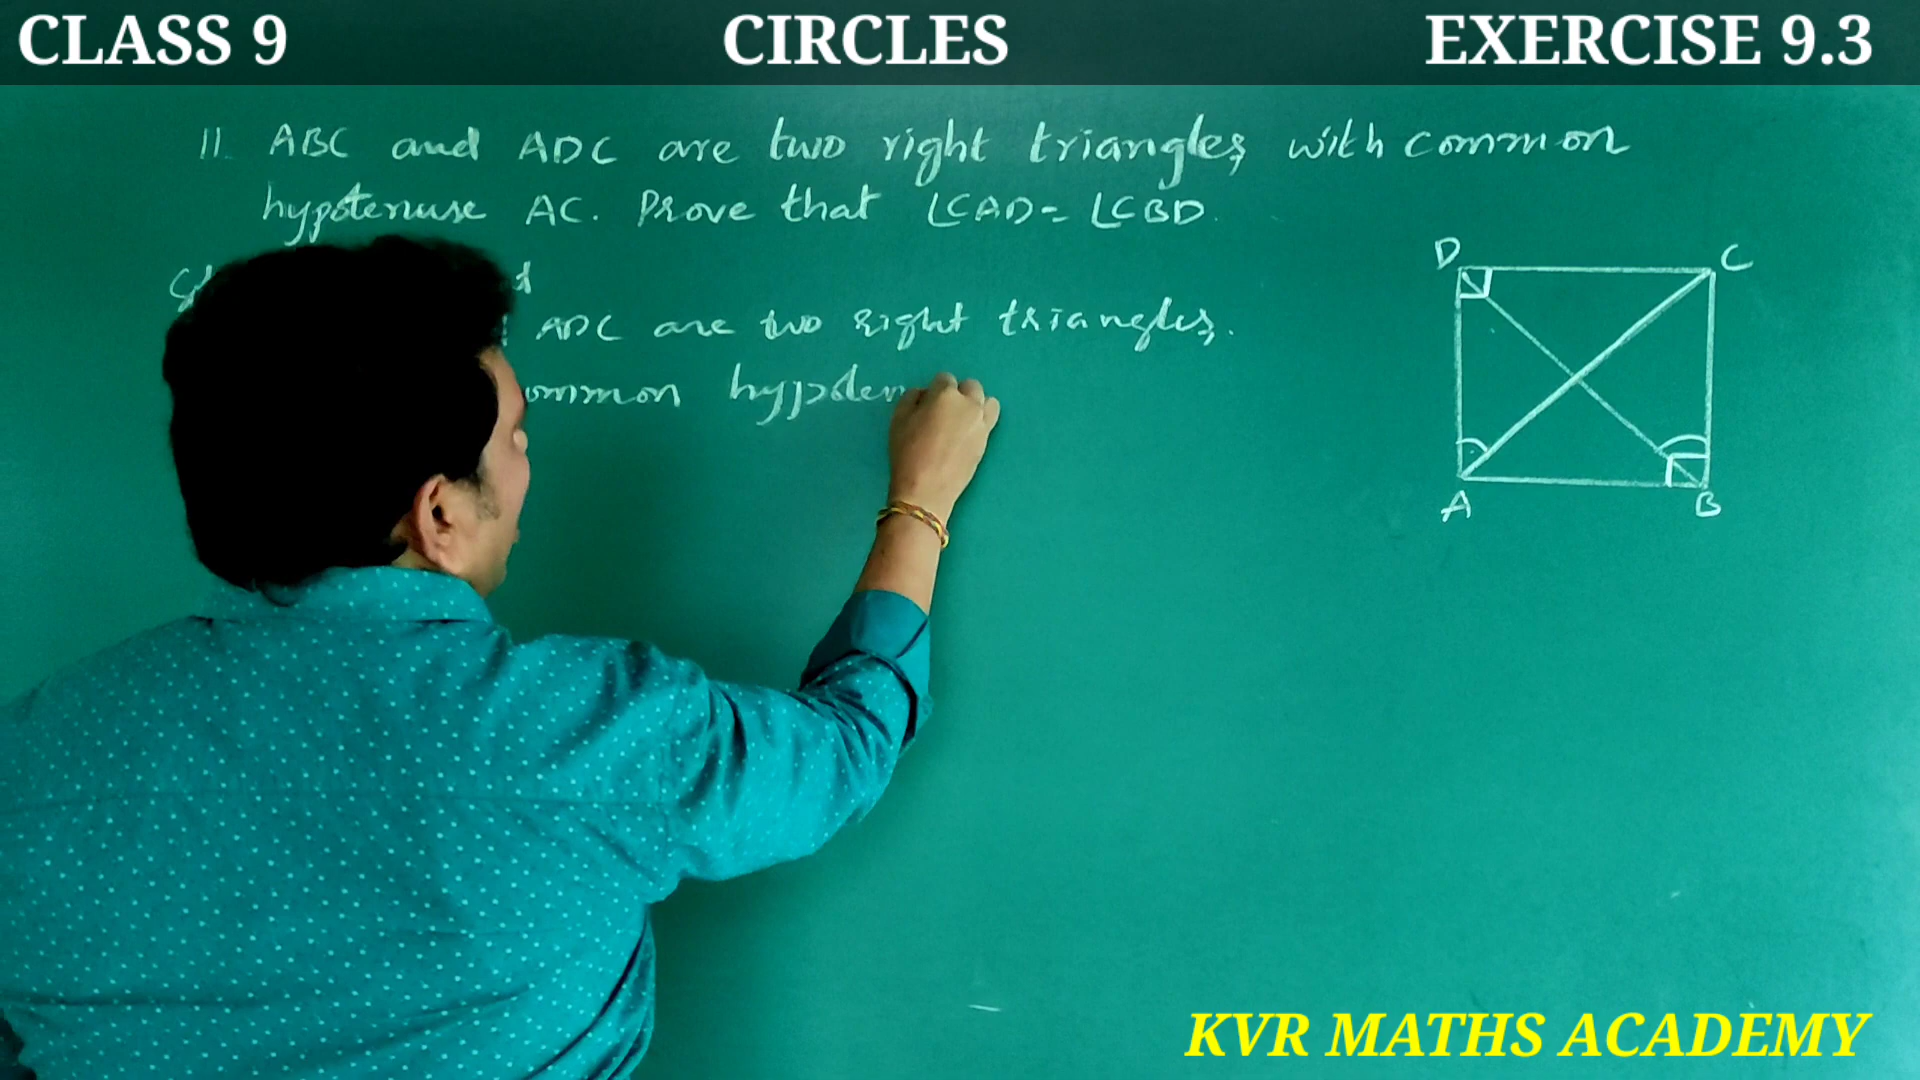 CLASS 9 CIRCLES EXERCISE 9.3
11. ABC and ADC are two right triangles with common
hypotenuse AC. Prove that ∠CAD = ∠CBD.
ADC are two right triangles.
ommon hypoten
D C
A B
KVR MATHS ACADEMY